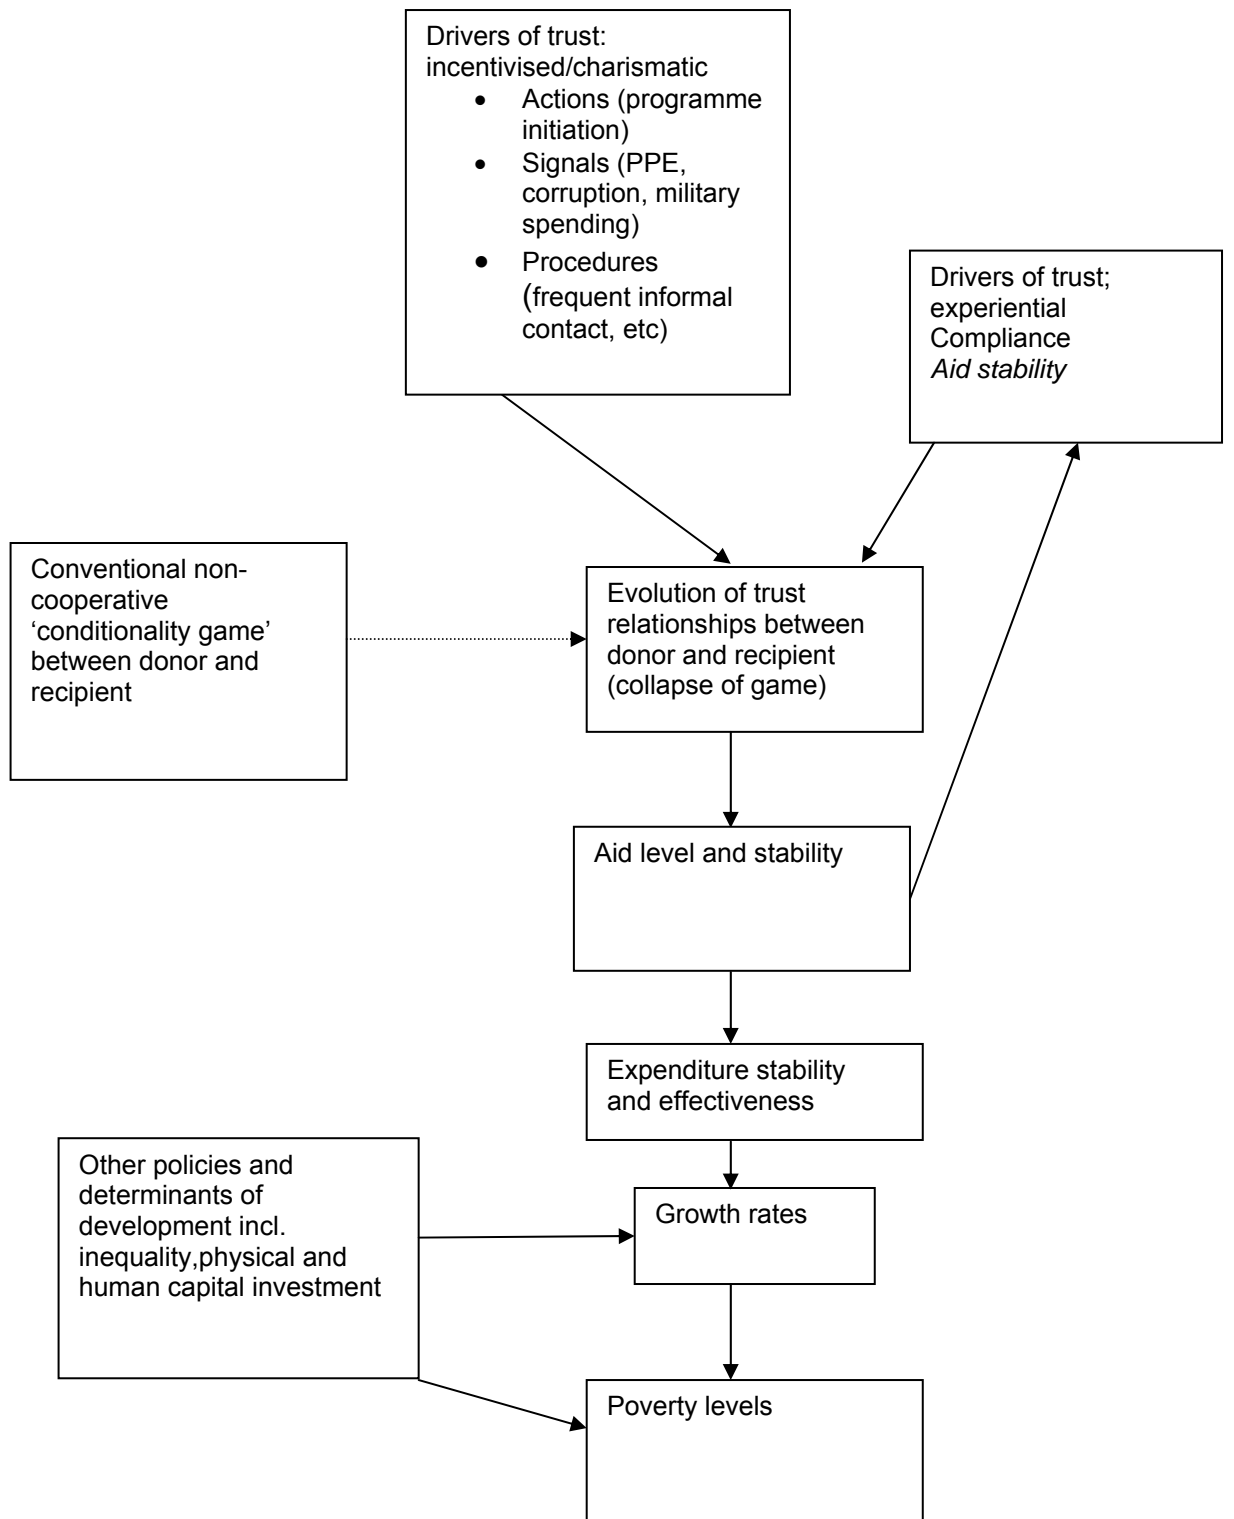 Drivers of trust:
incentivised/charismatic
• Actions (programme
initiation)
• Signals (PPE,
corruption, military
spending)
• Procedures
(frequent informal
contact, etc)
Drivers of trust;
experiential
Compliance
Aid stability
Conventional non-
cooperative
‘conditionality game’
between donor and
recipient
Evolution of trust
relationships between
donor and recipient
(collapse of game)
Aid level and stability
Expenditure stability
and effectiveness
Other policies and
determinants of
development incl.
inequality,physical and
human capital investment
Growth rates
Poverty levels